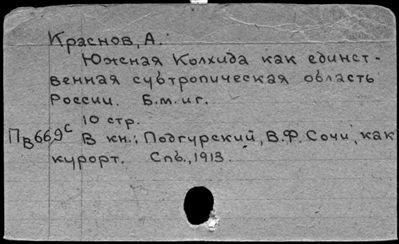 Краснов, А.
Южная Колхида как единст-
венная субтропическая область
России. Б.м.иг.
10 стр.
Пв669с В кн.: Подгурский, В.Ф. Сочи, как
курорт. Спб., 1913.